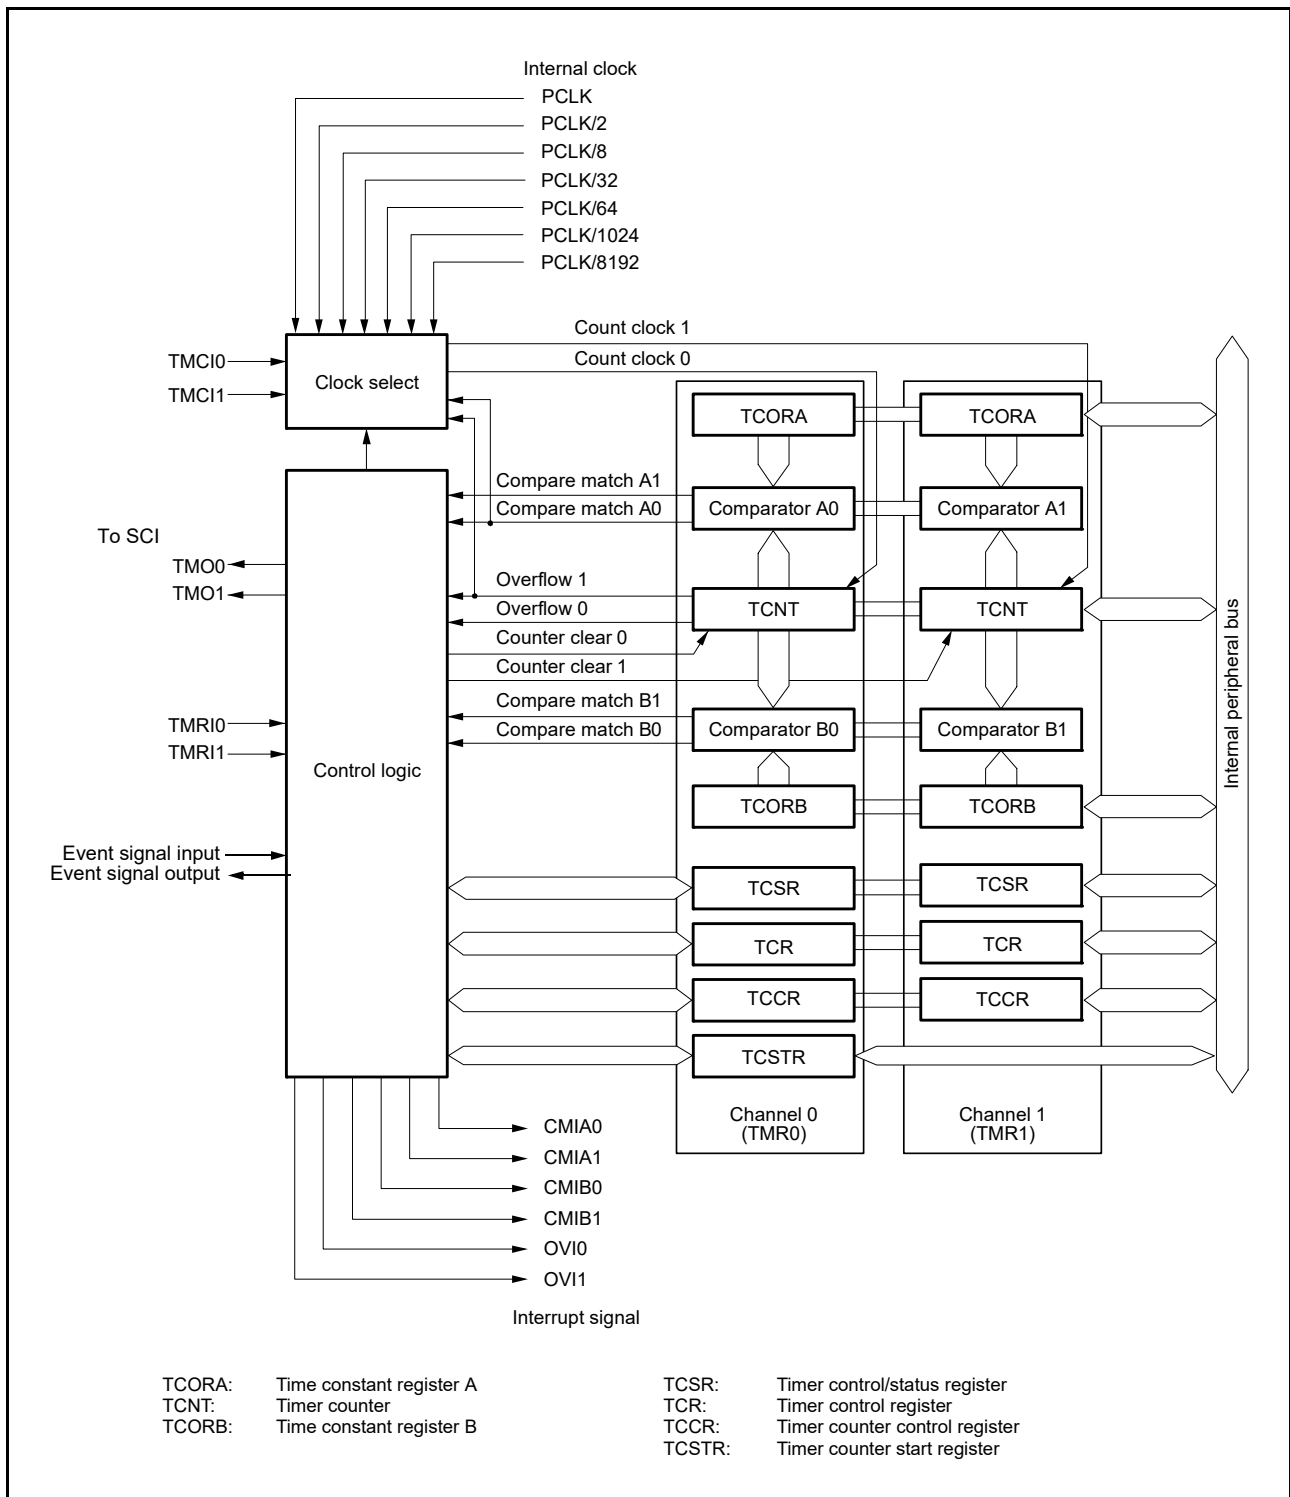 Internal clock
PCLK
PCLK/2
PCLK/8
PCLK/32
PCLK/64
PCLK/1024
PCLK/8192
Count clock 1
Count clock 0
TMCI0
TMCI1
Clock select
TCORA
TCORA
Compare match A1
Compare match A0
Comparator A0
Comparator A1
To SCI
TMO0
TMO1
Overflow 1
Overflow 0
TCNT
TCNT
Counter clear 0
Counter clear 1
Compare match B1
Compare match B0
Comparator B0
Comparator B1
TMRI0
TMRI1
Control logic
TCORB
TCORB
Internal peripheral bus
Event signal input
Event signal output
TCSR
TCSR
TCR
TCR
TCCR
TCCR
TCSTR
Channel 0
(TMR0)
Channel 1
(TMR1)
CMIA0
CMIA1
CMIB0
CMIB1
OVI0
OVI1
Interrupt signal
TCORA: Time constant register A
TCNT: Timer counter
TCORB: Time constant register B
TCSR: Timer control/status register
TCR: Timer control register
TCCR: Timer counter control register
TCSTR: Timer counter start register